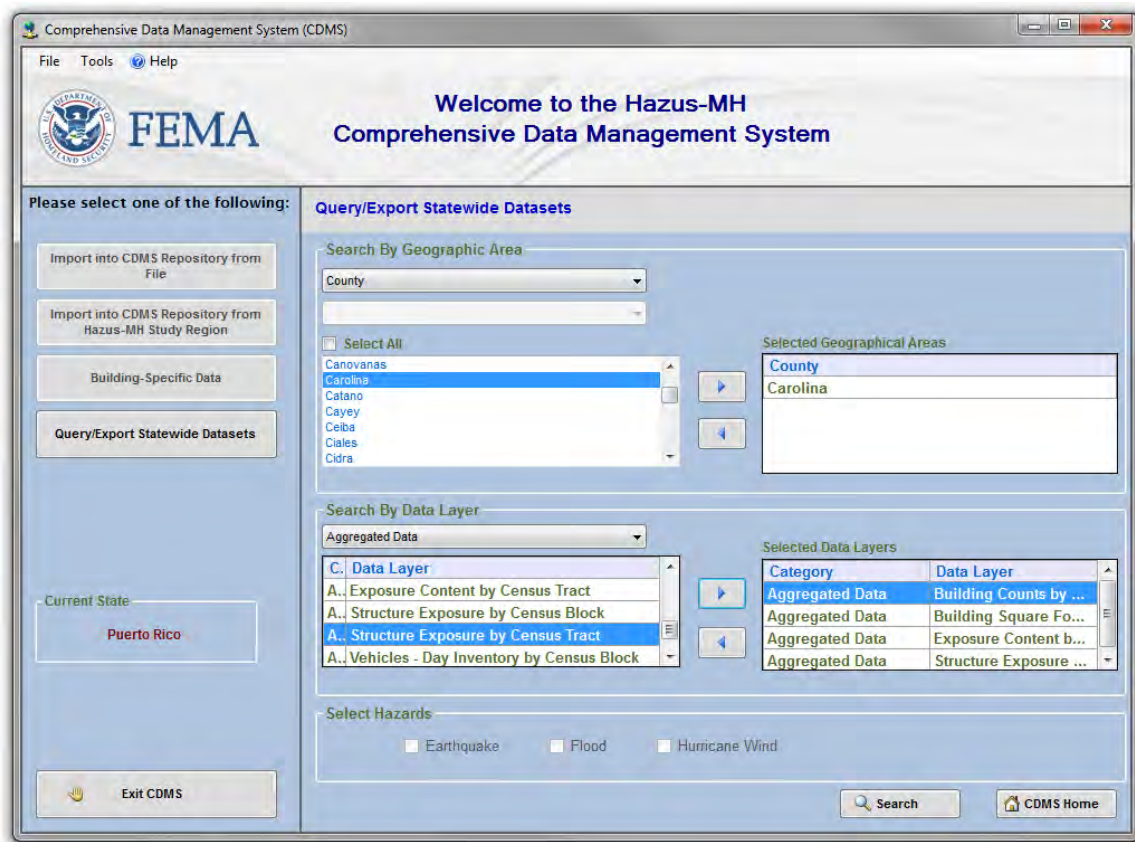 Comprehensive Data Management System (CDMS)
File Tools Help
U.S. DEPARTMENT OF HOMELAND SECURITY
FEMA
Welcome to the Hazus-MH
Comprehensive Data Management System
Please select one of the following:
Import into CDMS Repository from
File
Import into CDMS Repository from
Hazus-MH Study Region
Building-Specific Data
Query/Export Statewide Datasets
Current State
Puerto Rico
Exit CDMS
Query/Export Statewide Datasets
Search By Geographic Area
County
Select All
Canovanas
Carolina
Catano
Cayey
Ceiba
Ciales
Cidra
Selected Geographical Areas
County
Carolina
Search By Data Layer
Aggregated Data
C. Data Layer
A.. Exposure Content by Census Tract
A.. Structure Exposure by Census Block
A.. Structure Exposure by Census Tract
A.. Vehicles - Day Inventory by Census Block
Selected Data Layers
Category Data Layer
Aggregated Data Building Counts by ...
Aggregated Data Building Square Fo...
Aggregated Data Exposure Content b...
Aggregated Data Structure Exposure ...
Select Hazards
Earthquake Flood Hurricane Wind
Search CDMS Home